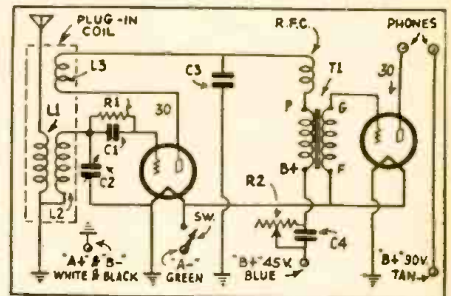 PLUG-IN
COIL
R.F.C.
PHONES
L3
C3
T1
30
R1
30
P
G
L1
C1
B+
F
C2
R2
L2
SW.
C4
"A+" & "B-"
WHITE & BLACK
"A-"
GREEN
"B+" 45V.
BLUE
"B+" 90V.
TAN